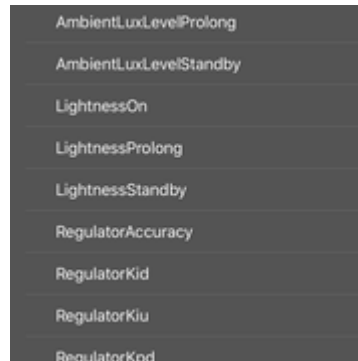 AmbientLuxLevelProlong
AmbientLuxLevelStandby
LightnessOn
LightnessProlong
LightnessStandby
RegulatorAccuracy
RegulatorKid
RegulatorKiu
RegulatorKpd